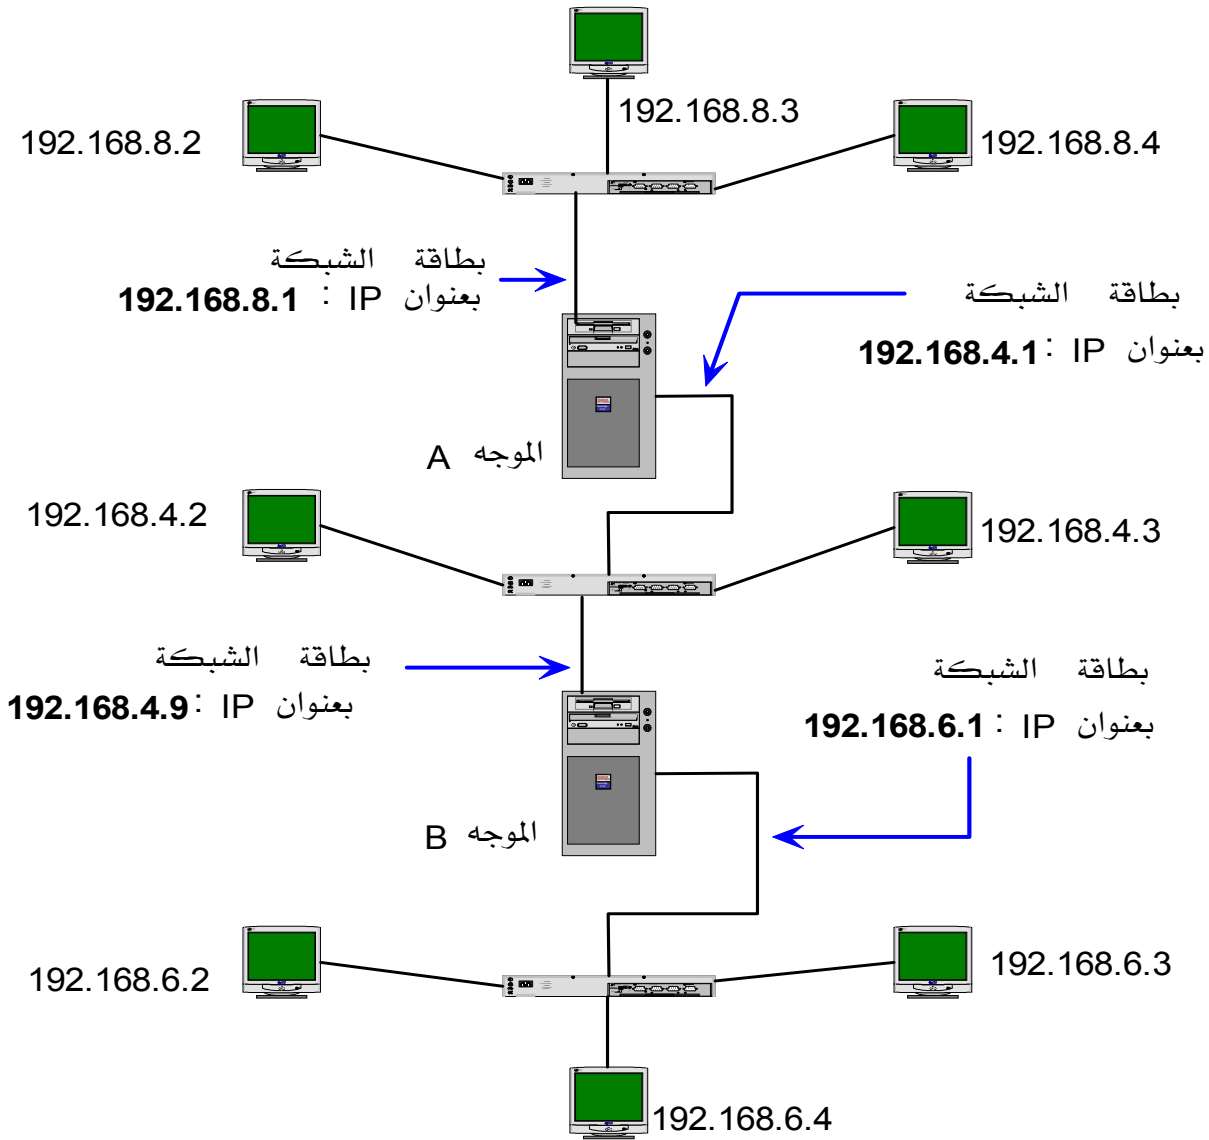 192.168.8.3
192.168.8.2
192.168.8.4
بطاقة الشبكة
بعنوان IP : 192.168.8.1
بطاقة الشبكة
بعنوان IP : 192.168.4.1
الموجه A
192.168.4.2
192.168.4.3
بطاقة الشبكة
بعنوان IP : 192.168.4.9
بطاقة الشبكة
بعنوان IP : 192.168.6.1
الموجه B
192.168.6.2
192.168.6.3
192.168.6.4